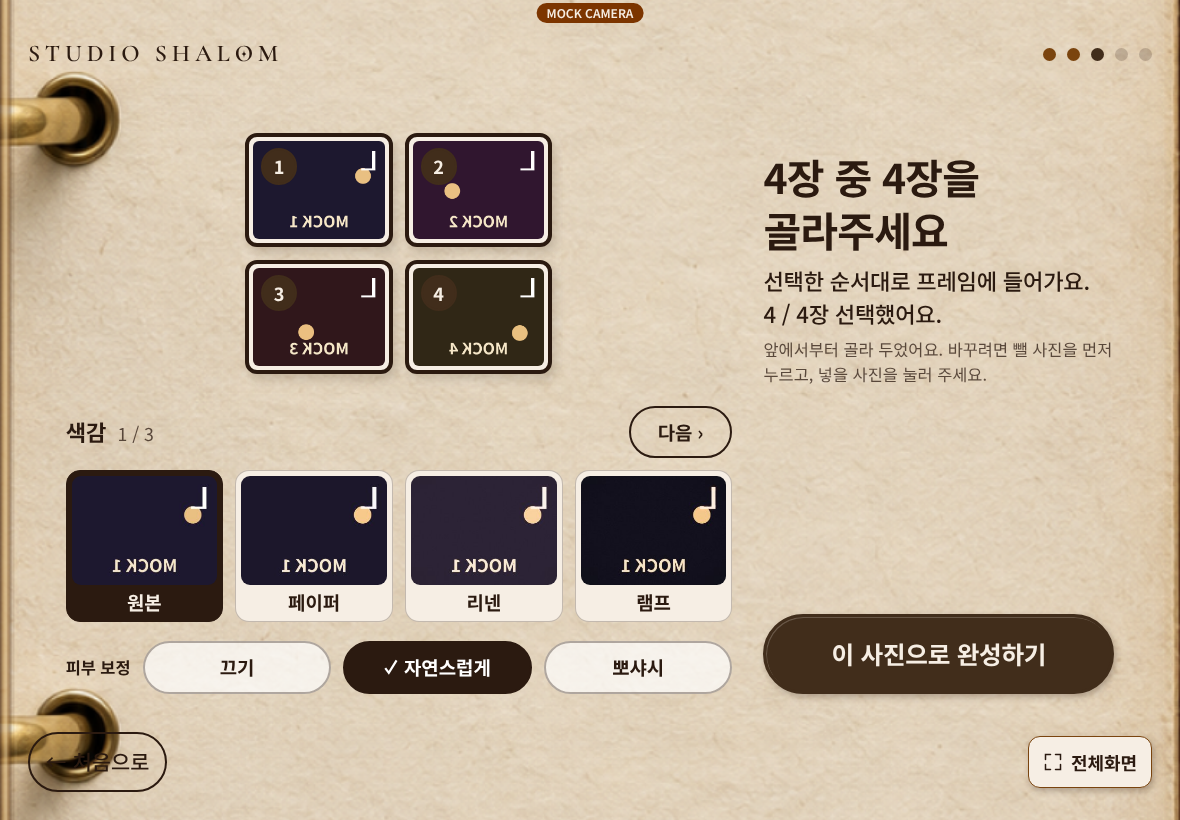 MOCK CAMERA
STUDIO SHALOM
1
MOCK 1
2
MOCK 2
3
MOCK 3
4
MOCK 4
4장 중 4장을
골라주세요
선택한 순서대로 프레임에 들어가요.
4 / 4장 선택했어요.
앞에서부터 골라 두었어요. 바꾸려면 뺄 사진을 먼저
누르고, 넣을 사진을 눌러 주세요.
색감 1 / 3
다음 ›
MOCK 1
원본
MOCK 1
페이퍼
MOCK 1
리넨
MOCK 1
램프
피부 보정
끄기
✓ 자연스럽게
뽀샤시
이 사진으로 완성하기
← 처음으로
전체화면